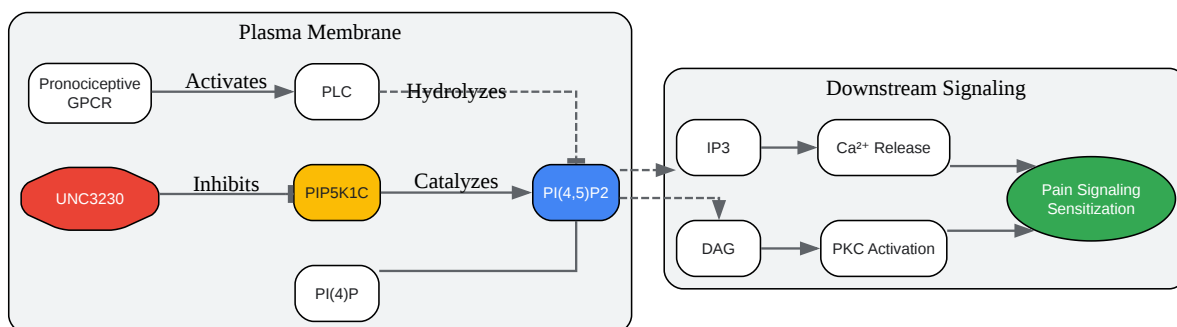 Plasma Membrane
Pronociceptive
GPCR
Activates
PLC
Hydrolyzes
UNC3230
Inhibits
PIP5K1C
Catalyzes
PI(4,5)P2
PI(4)P
Downstream Signaling
IP3
Ca²⁺ Release
DAG
PKC Activation
Pain Signaling
Sensitization